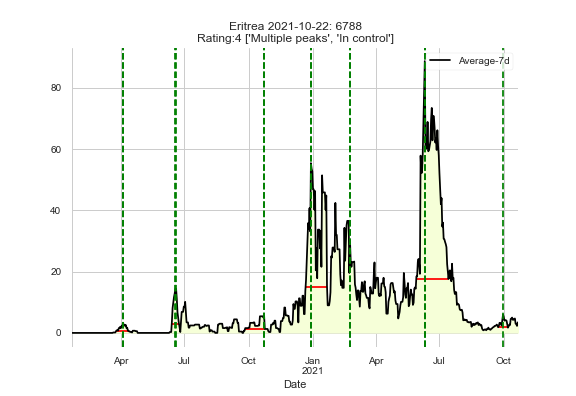 Eritrea 2021-10-22: 6788
Rating:4 ['Multiple peaks', 'In control']
Average-7d
80
60
40
20
0
Apr
Jul
Oct
Jan
2021
Apr
Jul
Oct
Date